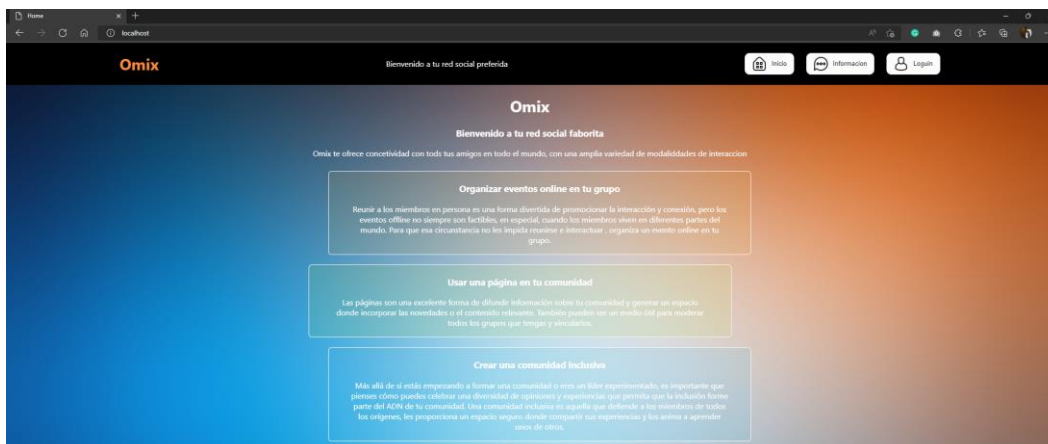 Home
localhost
Omix
Bienvenido a tu red social preferida
Inicio
Informacion
Loguin
Omix
Bienvenido a tu red social faborita
Omix te ofrece concetividad con tods tus amigos en todo el mundo, con una amplia variedad de modaliddades de interaccion
Organizar eventos online en tu grupo
Reunir a los miembros en persona es una forma divertida de promocionar la interacción y conexión, pero los
eventos offline no siempre son factibles, en especial, cuando los miembros viven en diferentes partes del
mundo. Para que esa circunstancia no les impida reunirse e interactuar , organiza un evento online en tu
grupo.
Usar una página en tu comunidad
Las páginas son una excelente forma de difundir información sobre tu comunidad y generar un espacio
donde incorporar las novedades o el contenido relevante. También pueden ser un medio útil para moderar
todos los grupos que tengas y vincularlos.
Crear una comunidad inclusiva
Más allá de si estás empezando a formar una comunidad o eres un líder experimentado, es importante que
pienses cómo puedes celebrar una diversidad de opiniones y experiencias que permita que la inclusión forme
parte del ADN de tu comunidad. Una comunidad inclusiva es aquella que defiende a los miembros de todos
los orígenes, les proporciona un espacio seguro donde compartir sus experiencias y los anima a aprender
unos de otros.